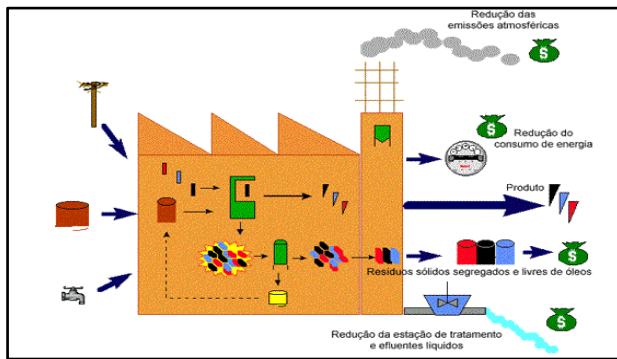 Redução das
emissões atmosféricas
$
$
Redução do
consumo de energia
Produto
$
Resíduos sólidos segregados e livres de óleos
Redução da estação de tratamento
e efluentes líquidos
$